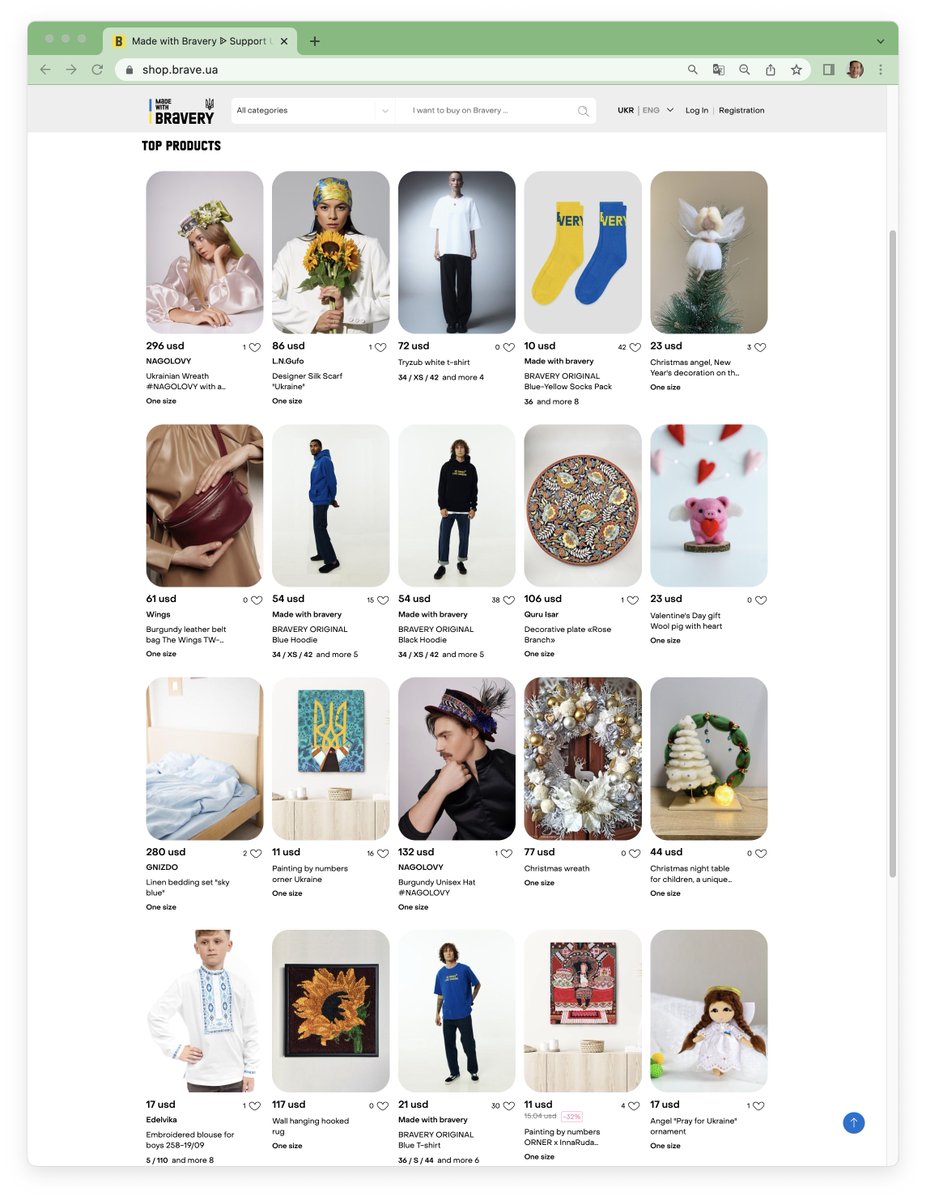 B Made with Bravery ᐅ Support U
shop.brave.ua
MADE
WITH
BRAVERY
All categories
I want to buy on Bravery ...
UKR | ENG
Log In | Registration
TOP PRODUCTS
VERY VERY
296 usd 1
NAGOLOVY
Ukrainian Wreath
#NAGOLOVY with a...
One size
86 usd 1
L.N.Gufo
Designer Silk Scarf
"Ukraine"
One size
72 usd 0
Tryzub white t-shirt
34 / XS / 42 and more 4
10 usd 42
Made with bravery
BRAVERY ORIGINAL
Blue-Yellow Socks Pack
36 and more 8
23 usd 3
Christmas angel, New
Year's decoration on th...
One size
61 usd 0
Wings
Burgundy leather belt
bag The Wings TW-...
One size
54 usd 15
Made with bravery
BRAVERY ORIGINAL
Blue Hoodie
34 / XS / 42 and more 5
54 usd 38
Made with bravery
BRAVERY ORIGINAL
Black Hoodie
34 / XS / 42 and more 5
106 usd 1
Quru Isar
Decorative plate «Rose
Branch»
One size
23 usd 0
Valentine's Day gift
Wool pig with heart
One size
280 usd 2
GNIZDO
Linen bedding set "sky
blue"
One size
11 usd 16
Painting by numbers
orner Ukraine
One size
132 usd 1
NAGOLOVY
Burgundy Unisex Hat
#NAGOLOVY
One size
77 usd 0
Christmas wreath
One size
44 usd 0
Christmas night table
for children, a unique...
One size
17 usd 1
Edelvika
Embroidered blouse for
boys 258-19/09
5 / 110 and more 8
117 usd 0
Wall hanging hooked
rug
One size
21 usd 30
Made with bravery
BRAVERY ORIGINAL
Blue T-shirt
36 / S / 44 and more 6
11 usd 4
15,04 usd -32%
Painting by numbers
ORNER x InnaRuda...
One size
17 usd 1
Angel "Pray for Ukraine"
ornament
One size